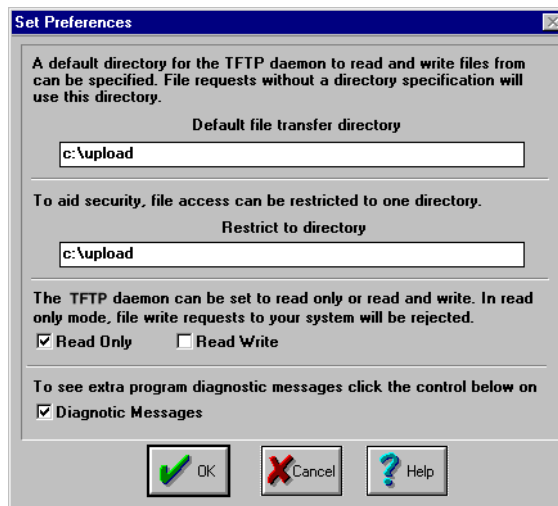 Set Preferences
A default directory for the TFTP daemon to read and write files from
can be specified. File requests without a directory specification will
use this directory.
Default file transfer directory
c:\upload
To aid security, file access can be restricted to one directory.
Restrict to directory
c:\upload
The TFTP daemon can be set to read only or read and write. In read
only mode, file write requests to your system will be rejected.
Read Only Read Write
To see extra program diagnostic messages click the control below on
Diagnotic Messages
OK Cancel Help